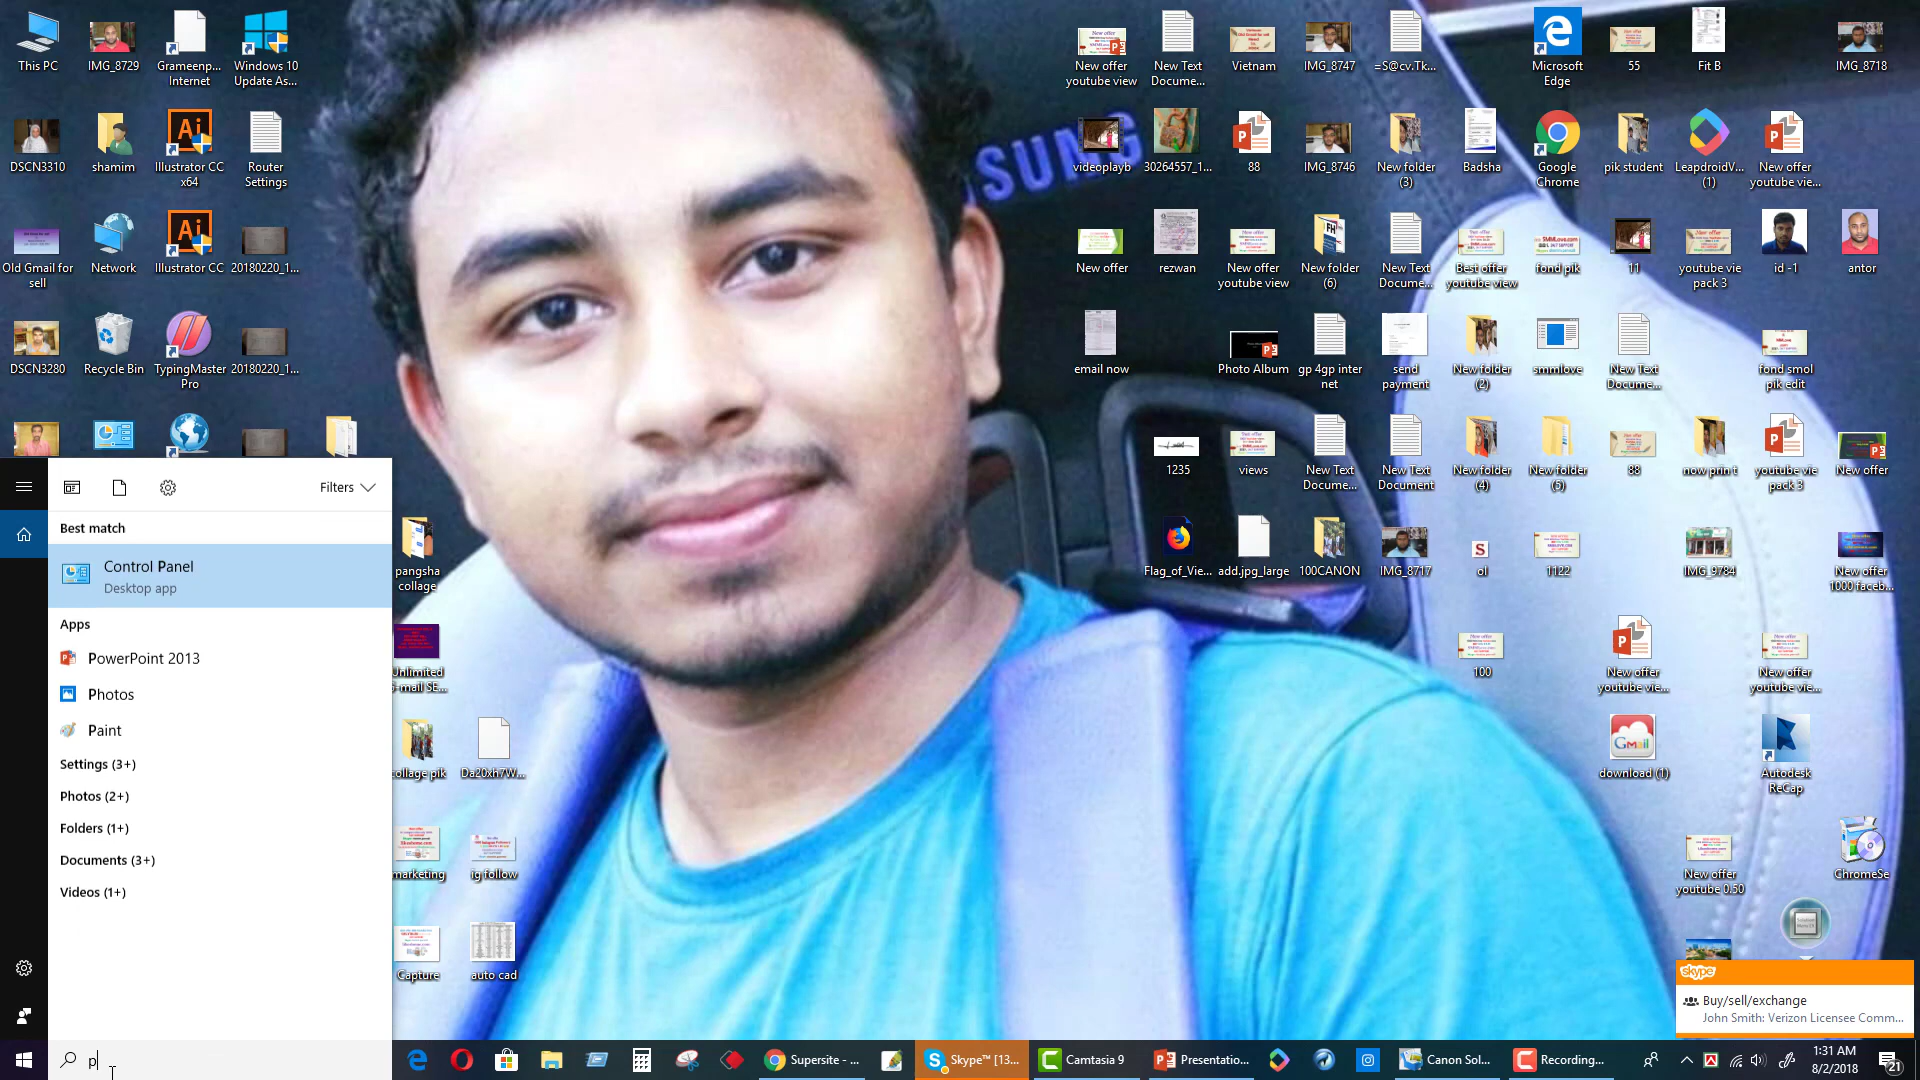 This PC
IMG_8729
Grameenp...
Internet
Windows 10
Update As...
New offer
youtube view
New Text
Docume...
Vietnam
IMG_8747
=S@cv.Tk...
Microsoft
Edge
55
Fit B
IMG_8718
DSCN3310
shamim
Illustrator CC
x64
Router
Settings
SUNG
videoplayb
30264557_1...
88
IMG_8746
New folder
(3)
Badsha
Google
Chrome
pik student
LeapdroidV...
(1)
New offer
youtube vie...
Old Gmail for
sell
Network
Illustrator CC
20180220_1...
New offer
rezwan
New offer
youtube view
New folder
(6)
New Text
Docume...
Best offer
youtube view
fond pik
11
youtube vie
pack 3
id -1
antor
DSCN3280
Recycle Bin
TypingMaster
Pro
20180220_1...
email now
Photo Album
gp 4gp inter
net
send
payment
New folder
(2)
smmlove
New Text
Docume...
fond smol
pik edit
1235
views
New Text
Docume...
New Text
Document
New folder
(4)
New folder
(5)
88
now print
youtube vie
pack 3
New offer
Filters
Best match
Control Panel
Desktop app
Apps
PowerPoint 2013
Photos
Paint
Settings (3+)
Photos (2+)
Folders (1+)
Documents (3+)
Videos (1+)
pangsha
collage
Flag_of_Vie...
add.jpg_large
100CANON
IMG_8717
ol
1122
IMG_9784
New offer
1000 faceb...
Unlimited
E-mail SE...
100
New offer
youtube vie...
New offer
youtube vie...
collage pik
Da20xh7W...
Gmail
download (1)
Autodesk
ReCap
marketing
ig follow
New offer
youtube 0.50
ChromeSe
Capture
auto cad
skype
Buy/sell/exchange
John Smith: Verizon Licensee Comm...
p
Supersite - ...
Skype™ [13...
Camtasia 9
Presentatio...
Canon Sol...
Recording...
1:31 AM
8/2/2018
21